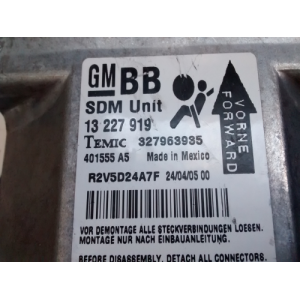 GM BB
SDM Unit
13 227 919
TEMIC 327963935
401555 A5 Made in Mexico
R2V5D24A7F 24/04/05 00
VORNE
FORWARD
VOR DEMONTAGE ALLE STECKVERBINDUNGEN LOESEN.
MONTAGE NUR NACH EINBAUANLEITUNG.
BEFORE DISASSEMBLY, DETACH ALL CONNECTORS.